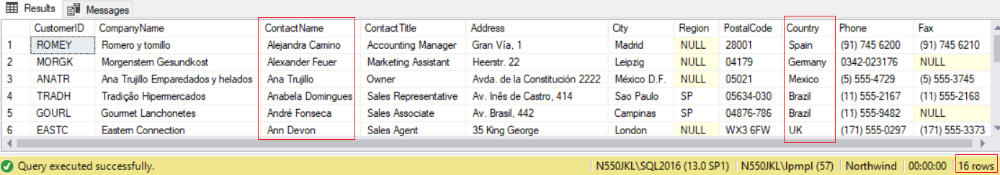 Results Messages
CustomerID CompanyName ContactName ContactTitle Address City Region PostalCode Country Phone Fax
1 ROMEY Romero y tomillo Alejandra Camino Accounting Manager Gran Vía, 1 Madrid NULL 28001 Spain (91) 745 6200 (91) 745 6210
2 MORGK Morgenstern Gesundkost Alexander Feuer Marketing Assistant Heerstr. 22 Leipzig NULL 04179 Germany 0342-023176 NULL
3 ANATR Ana Trujillo Emparedados y helados Ana Trujillo Owner Avda. de la Constitución 2222 México D.F. NULL 05021 Mexico (5) 555-4729 (5) 555-3745
4 TRADH Tradição Hipermercados Anabela Domingues Sales Representative Av. Inês de Castro, 414 Sao Paulo SP 05634-030 Brazil (11) 555-2167 (11) 555-2168
5 GOURL Gourmet Lanchonetes André Fonseca Sales Associate Av. Brasil, 442 Campinas SP 04876-786 Brazil (11) 555-9482 NULL
6 EASTC Eastern Connection Ann Devon Sales Agent 35 King George London NULL WX3 6FW UK (171) 555-0297 (171) 555-3373
Query executed successfully. N550JKL\SQL2016 (13.0 SP1) N550JKL\lpmpl (57) Northwind 00:00:00 16 rows